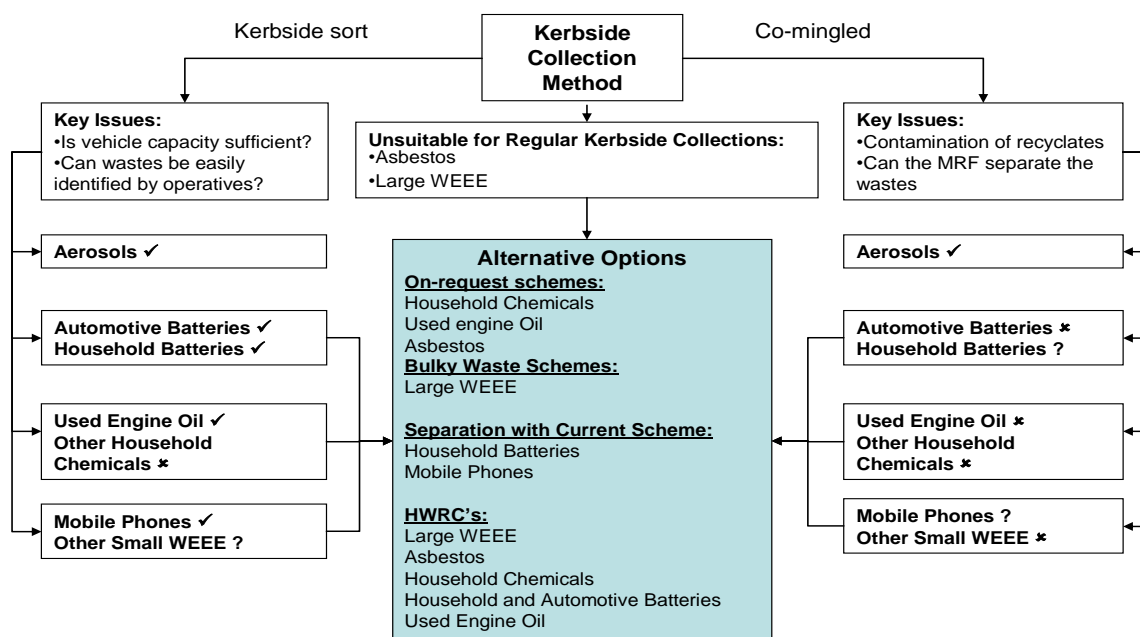 Kerbside sort
Kerbside
Collection
Method
Co-mingled
Key Issues:
•Is vehicle capacity sufficient?
•Can wastes be easily
identified by operatives?
Unsuitable for Regular Kerbside Collections:
•Asbestos
•Large WEEE
Key Issues:
•Contamination of recyclates
•Can the MRF separate the
wastes
Aerosols ✓
Automotive Batteries ✓
Household Batteries ✓
Used Engine Oil ✓
Other Household
Chemicals ✖
Mobile Phones ✓
Other Small WEEE ?
Alternative Options
On-request schemes:
Household Chemicals
Used engine Oil
Asbestos
Bulky Waste Schemes:
Large WEEE
Separation with Current Scheme:
Household Batteries
Mobile Phones
HWRC's:
Large WEEE
Asbestos
Household Chemicals
Household and Automotive Batteries
Used Engine Oil
Aerosols ✓
Automotive Batteries ✖
Household Batteries ?
Used Engine Oil ✖
Other Household
Chemicals ✖
Mobile Phones ?
Other Small WEEE ✖